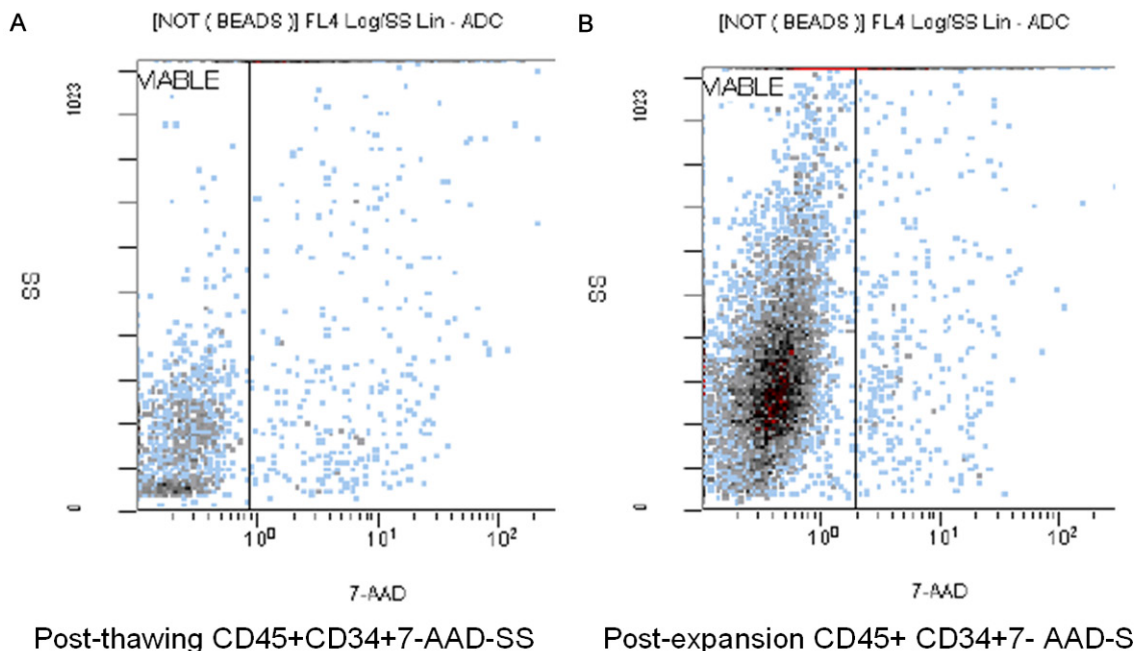 A
[NOT ( BEADS )] FL4 Log/SS Lin - ADC
VIABLE
1023
SS
0
10⁰ 10¹ 10²
7-AAD
Post-thawing CD45+CD34+7-AAD-SS
B
[NOT ( BEADS )] FL4 Log/SS Lin - ADC
VIABLE
1023
SS
0
10⁰ 10¹ 10²
7-AAD
Post-expansion CD45+ CD34+7- AAD-S